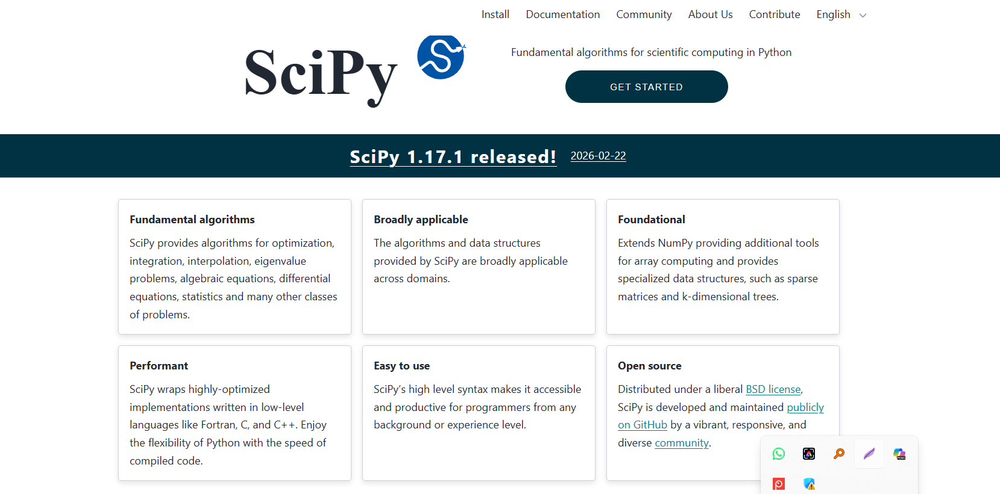 Install Documentation Community About Us Contribute English
SciPy
Fundamental algorithms for scientific computing in Python
GET STARTED
SciPy 1.17.1 released! 2026-02-22
Fundamental algorithms
SciPy provides algorithms for optimization,
integration, interpolation, eigenvalue
problems, algebraic equations, differential
equations, statistics and many other classes
of problems.
Broadly applicable
The algorithms and data structures
provided by SciPy are broadly applicable
across domains.
Foundational
Extends NumPy providing additional tools
for array computing and provides
specialized data structures, such as sparse
matrices and k-dimensional trees.
Performant
SciPy wraps highly-optimized
implementations written in low-level
languages like Fortran, C, and C++. Enjoy
the flexibility of Python with the speed of
compiled code.
Easy to use
SciPy’s high level syntax makes it accessible
and productive for programmers from any
background or experience level.
Open source
Distributed under a liberal BSD license,
SciPy is developed and maintained publicly
on GitHub by a vibrant, responsive, and
diverse community.